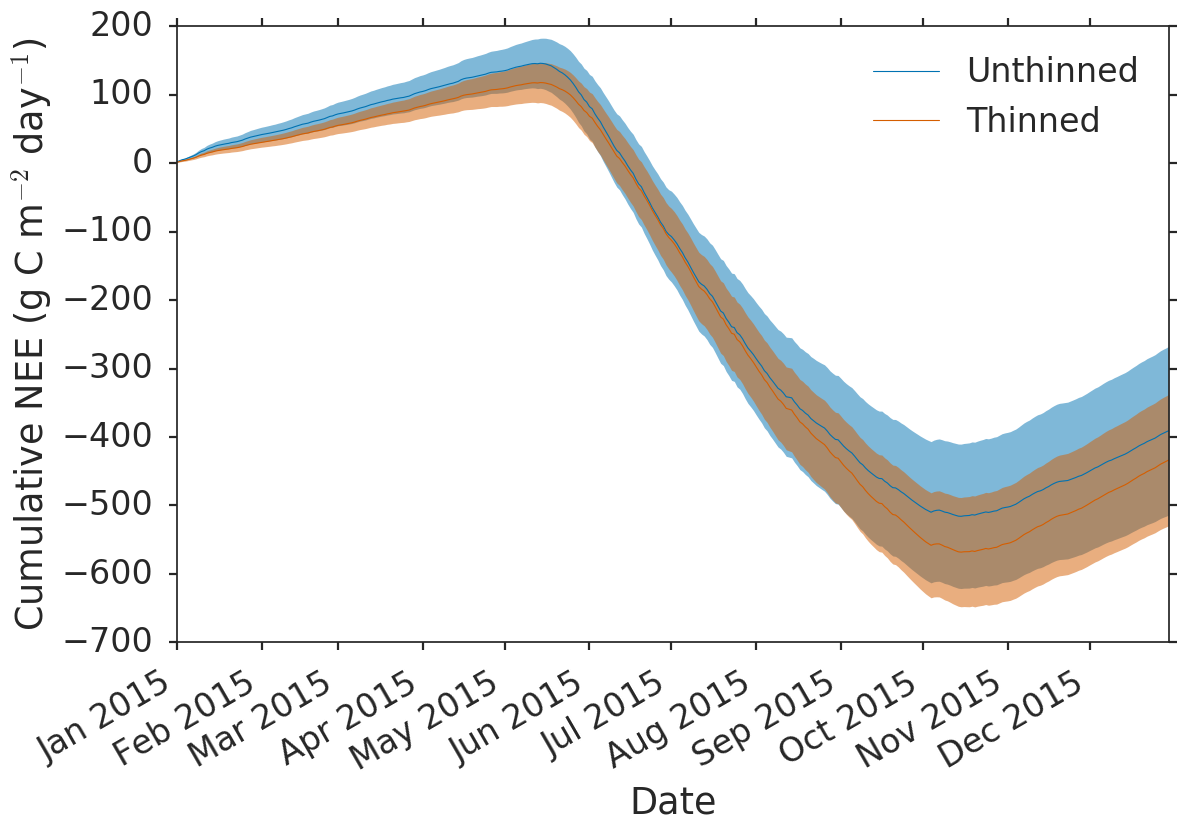 200
100
0
−100
−200
−300
−400
−500
−600
−700
Cumulative NEE (g C m⁻² day⁻¹)
Unthinned
Thinned
Jan 2015
Feb 2015
Mar 2015
Apr 2015
May 2015
Jun 2015
Jul 2015
Aug 2015
Sep 2015
Oct 2015
Nov 2015
Dec 2015
Date